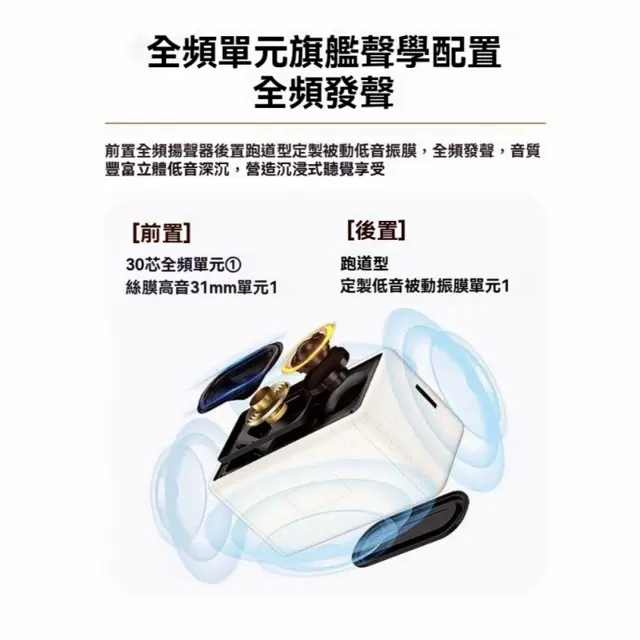 全頻單元旗艦聲學配置
全頻發聲
前置全頻揚聲器後置跑道型定製被動低音振膜，全頻發聲，音質
豐富立體低音深沉，營造沉浸式聽覺享受
[前置]
30芯全頻單元①
絲膜高音31mm單元1
[後置]
跑道型
定製低音被動振膜單元1